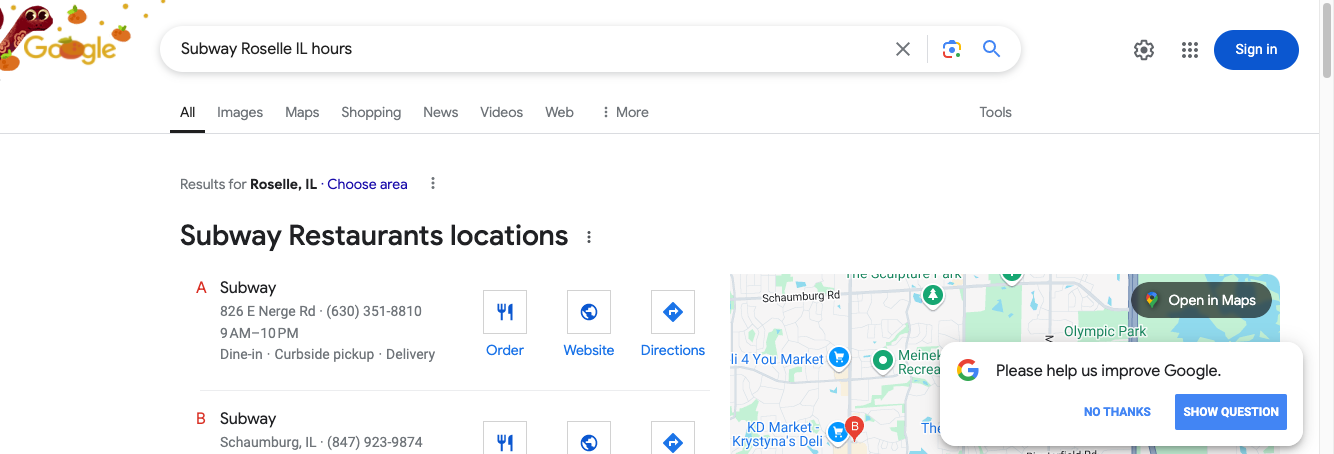 Google
Subway Roselle IL hours
Sign in
All Images Maps Shopping News Videos Web More Tools
Results for Roselle, IL · Choose area
Subway Restaurants locations
A Subway
826 E Nerge Rd · (630) 351-8810
9 AM–10 PM
Dine-in · Curbside pickup · Delivery
Order Website Directions
B Subway
Schaumburg, IL · (847) 923-9874
The Sculpture Park
Schaumburg Rd
Open in Maps
Olympic Park
li 4 You Market
Meinek
Recrea
KD Market -
Krystyna's Deli
B
The
Please help us improve Google.
NO THANKS SHOW QUESTION